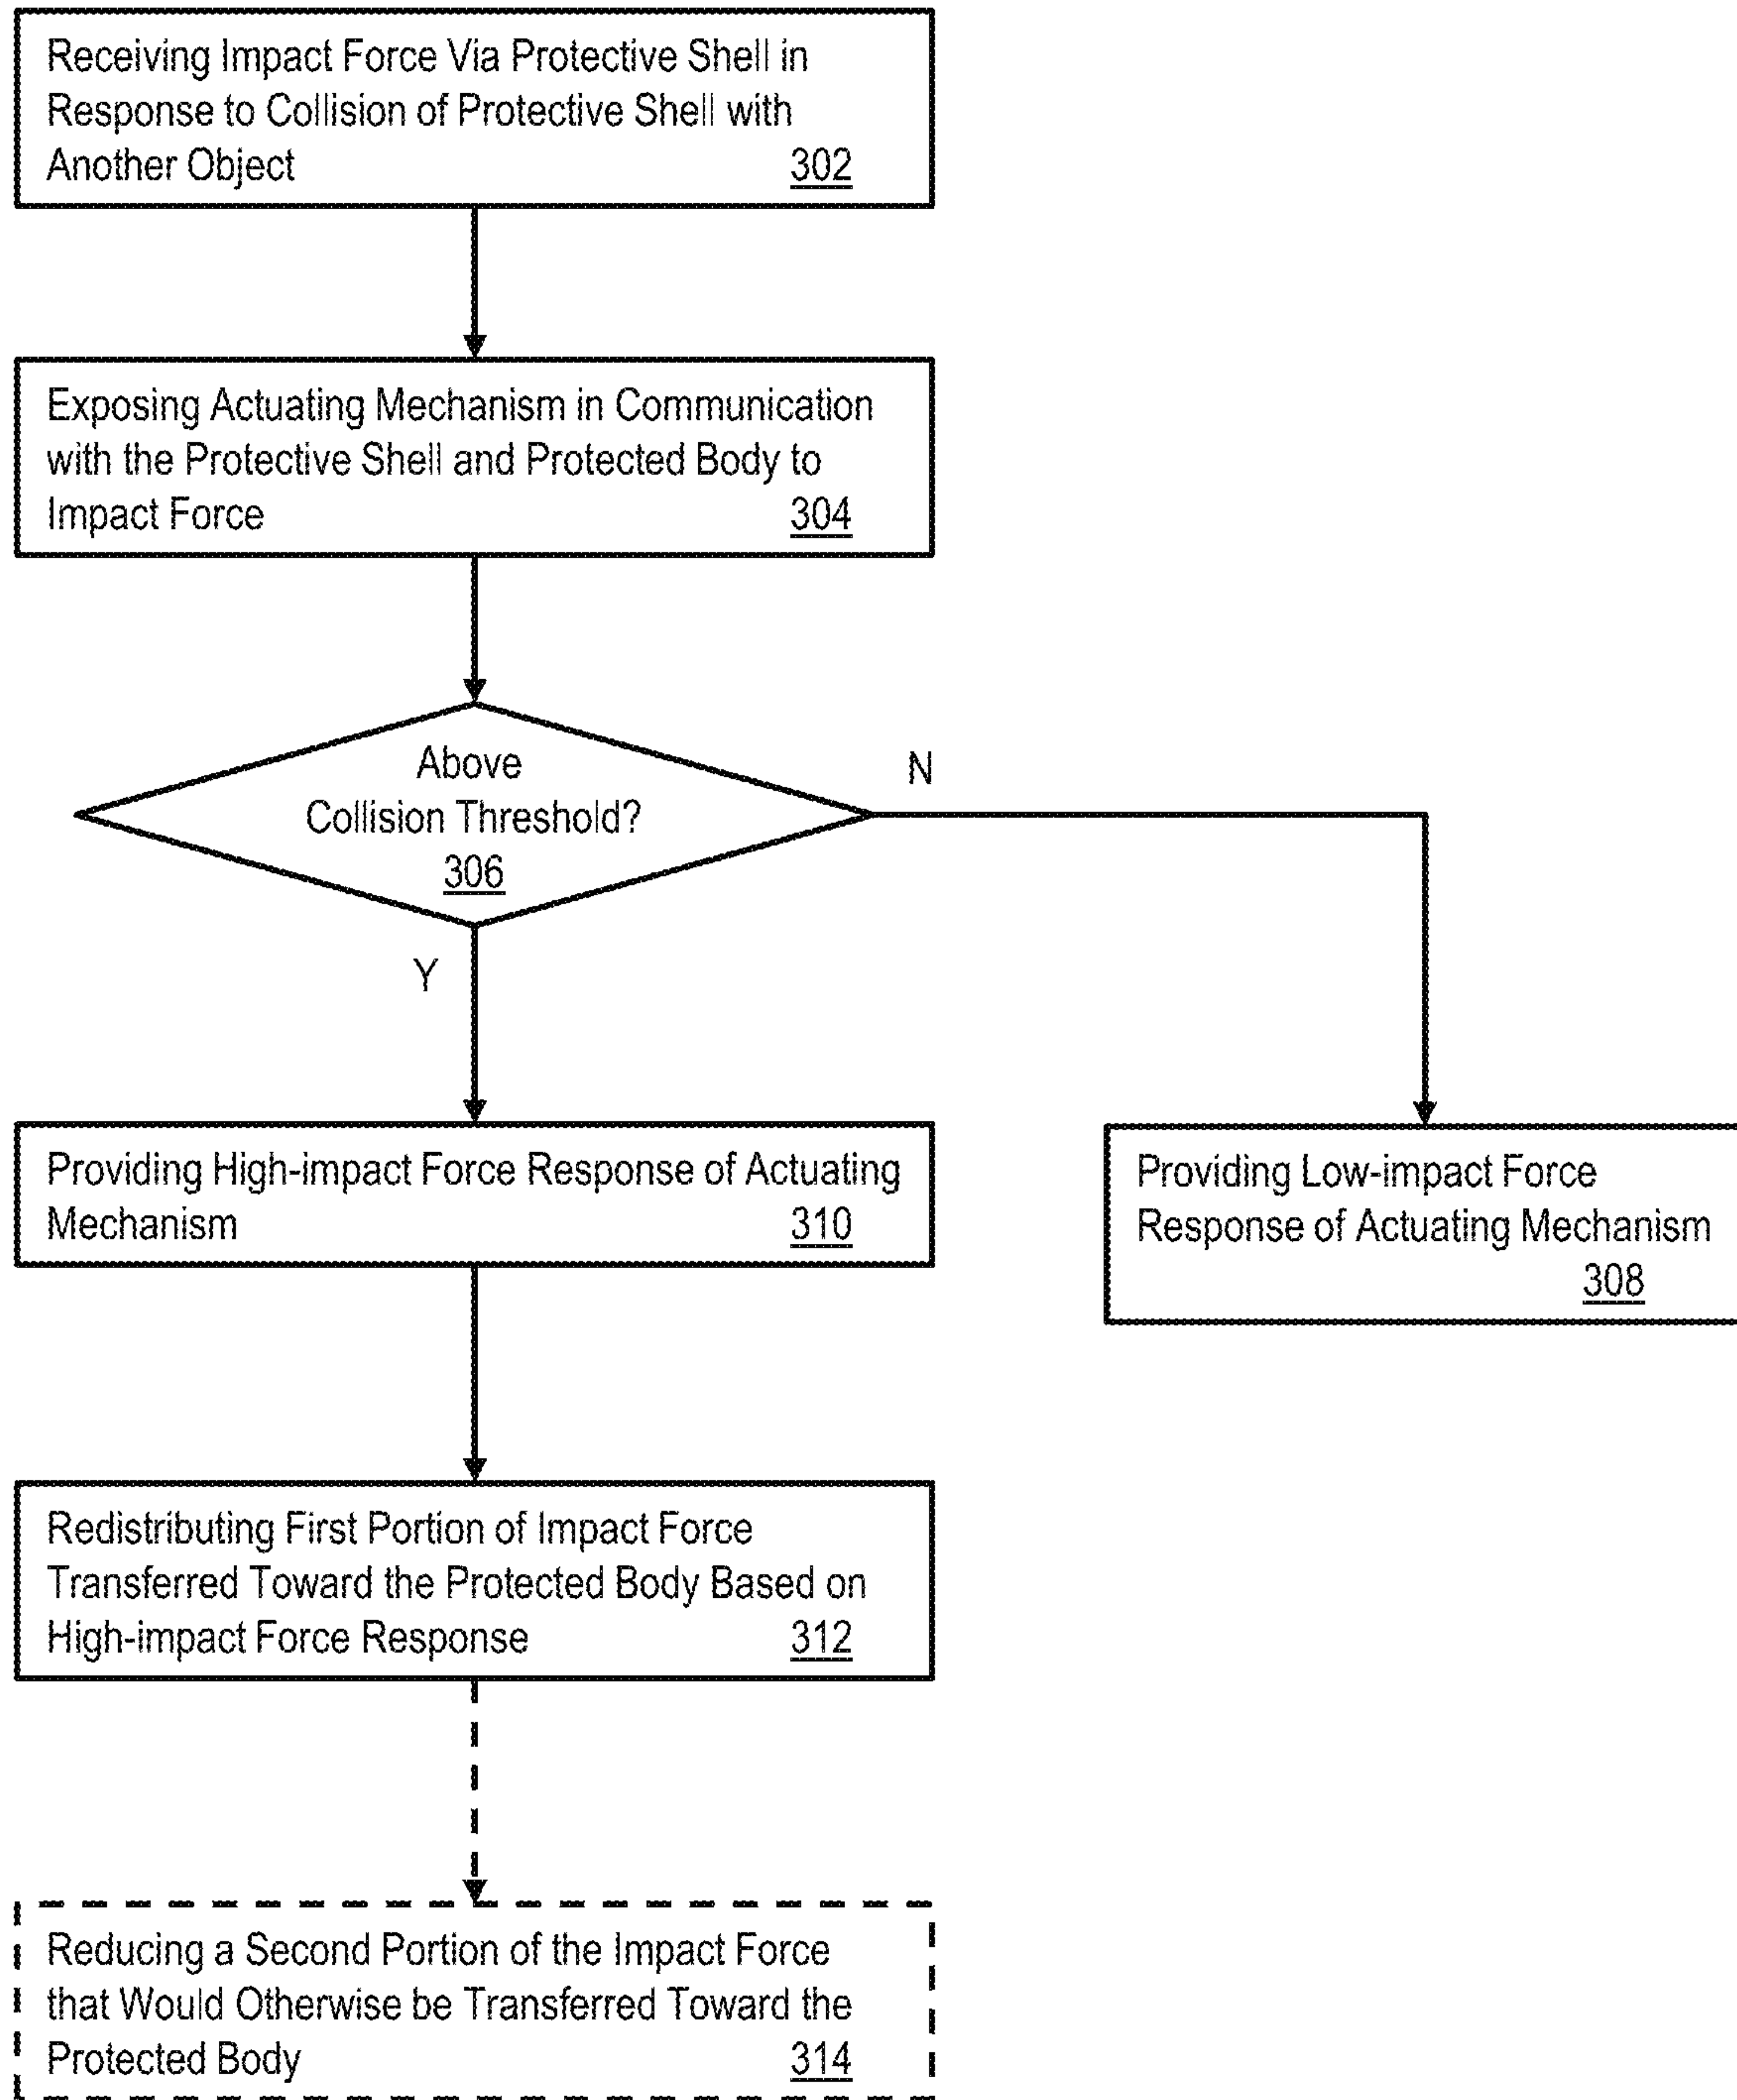 Receiving Impact Force Via Protective Shell in
Response to Collision of Protective Shell with
Another Object 302
Exposing Actuating Mechanism in Communication
with the Protective Shell and Protected Body to
Impact Force 304
Above
Collision Threshold?
306
N
Y
Providing High-impact Force Response of Actuating
Mechanism 310
Providing Low-impact Force
Response of Actuating Mechanism
308
Redistributing First Portion of Impact Force
Transferred Toward the Protected Body Based on
High-impact Force Response 312
Reducing a Second Portion of the Impact Force
that Would Otherwise be Transferred Toward the
Protected Body 314